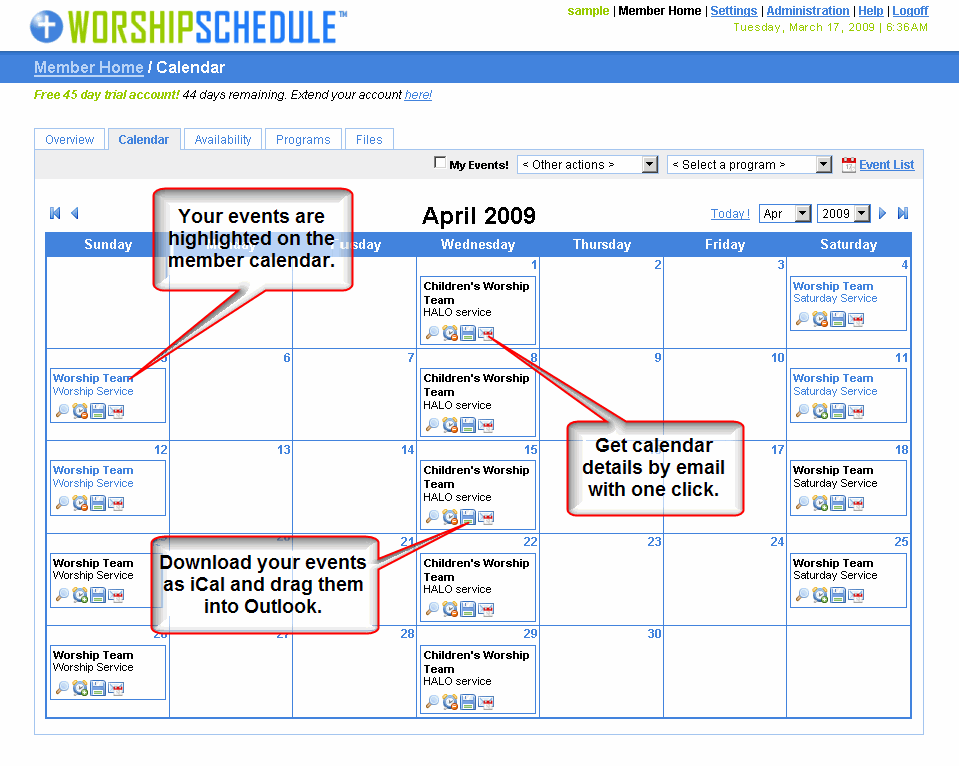 WORSHIPSCHEDULE™
sample | Member Home | Settings | Administration | Help | Logoff
Tuesday, March 17, 2009 | 6:36AM
Member Home / Calendar
Free 45 day trial account! 44 days remaining. Extend your account here!
Overview Calendar Availability Programs Files
My Events! < Other actions > < Select a program > Event List
April 2009
Today! Apr 2009
Your events are
highlighted on the
member calendar.
Sunday Monday Tuesday Wednesday Thursday Friday Saturday
1 2 3 4
Children's Worship
Team
HALO service
Worship Team
Saturday Service
5 6 7 8 9 10 11
Worship Team
Worship Service
Children's Worship
Team
HALO service
Worship Team
Saturday Service
Get calendar
details by email
with one click.
12 13 14 15 17 18
Worship Team
Worship Service
Children's Worship
Team
HALO service
Worship Team
Saturday Service
Download your events
as iCal and drag them
into Outlook.
20 21 22 23 24 25
Worship Team
Worship Service
Children's Worship
Team
HALO service
Worship Team
Saturday Service
26 27 28 29 30
Worship Team
Worship Service
Children's Worship
Team
HALO service